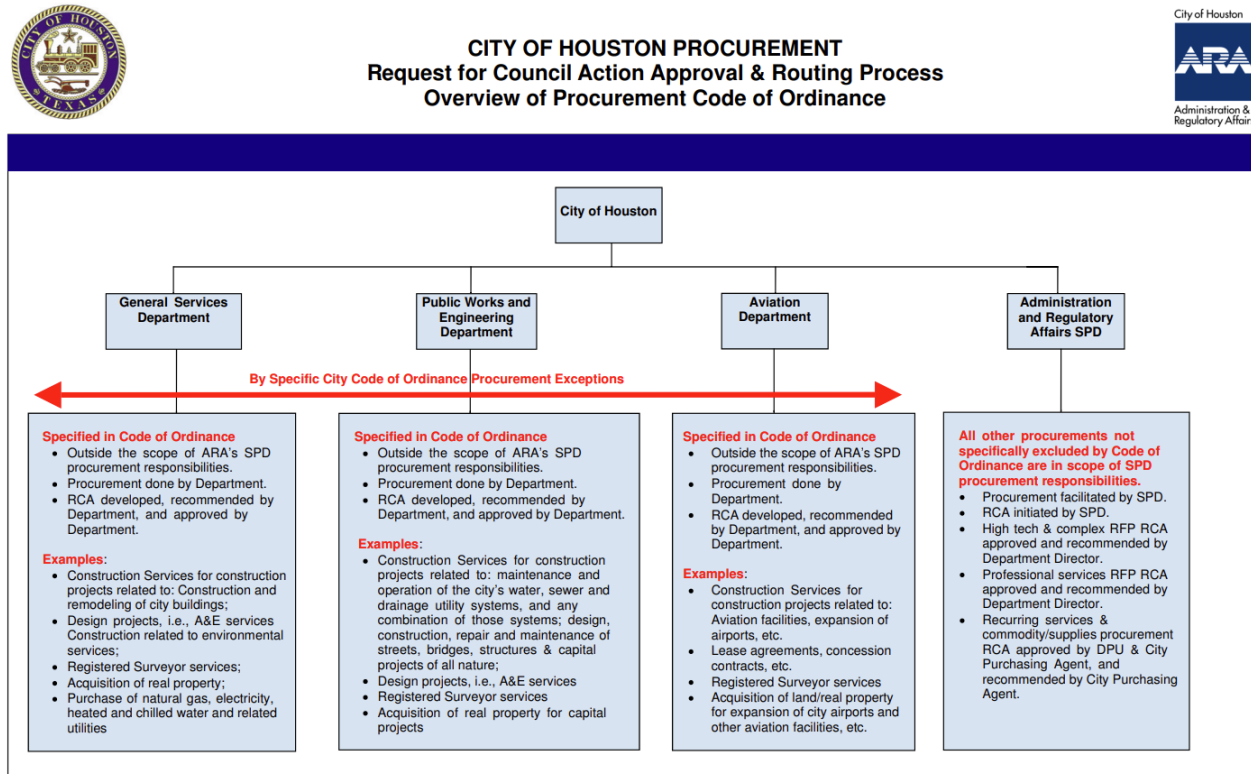 CITY OF HOUSTON
TEXAS
CITY OF HOUSTON PROCUREMENT
Request for Council Action Approval & Routing Process
Overview of Procurement Code of Ordinance
City of Houston
ARA
Administration &
Regulatory Affairs
City of Houston
General Services
Department
Public Works and
Engineering
Department
Aviation
Department
Administration
and Regulatory
Affairs SPD
By Specific City Code of Ordinance Procurement Exceptions
Specified in Code of Ordinance
• Outside the scope of ARA's SPD
procurement responsibilities.
• Procurement done by Department.
• RCA developed, recommended by
Department, and approved by
Department.
Examples:
• Construction Services for construction
projects related to: Construction and
remodeling of city buildings;
• Design projects, i.e., A&E services
Construction related to environmental
services;
• Registered Surveyor services;
• Acquisition of real property;
• Purchase of natural gas, electricity,
heated and chilled water and related
utilities
Specified in Code of Ordinance
• Outside the scope of ARA's SPD
procurement responsibilities.
• Procurement done by Department.
• RCA developed, recommended by
Department, and approved by Department.
Examples:
• Construction Services for construction
projects related to: maintenance and
operation of the city's water, sewer and
drainage utility systems, and any
combination of those systems; design,
construction, repair and maintenance of
streets, bridges, structures & capital
projects of all nature;
• Design projects, i.e., A&E services
• Registered Surveyor services
• Acquisition of real property for capital
projects
Specified in Code of Ordinance
• Outside the scope of ARA's SPD
procurement responsibilities.
• Procurement done by
Department.
• RCA developed, recommended
by Department, and approved by
Department.
Examples:
• Construction Services for
construction projects related to:
Aviation facilities, expansion of
airports, etc.
• Lease agreements, concession
contracts, etc.
• Registered Surveyor services
• Acquisition of land/real property
for expansion of city airports and
other aviation facilities, etc.
All other procurements not
specifically excluded by Code of
Ordinance are in scope of SPD
procurement responsibilities.
• Procurement facilitated by SPD.
• RCA initiated by SPD.
• High tech & complex RFP RCA
approved and recommended by
Department Director.
• Professional services RFP RCA
approved and recommended by
Department Director.
• Recurring services &
commodity/supplies procurement
RCA approved by DPU & City
Purchasing Agent, and
recommended by City Purchasing
Agent.